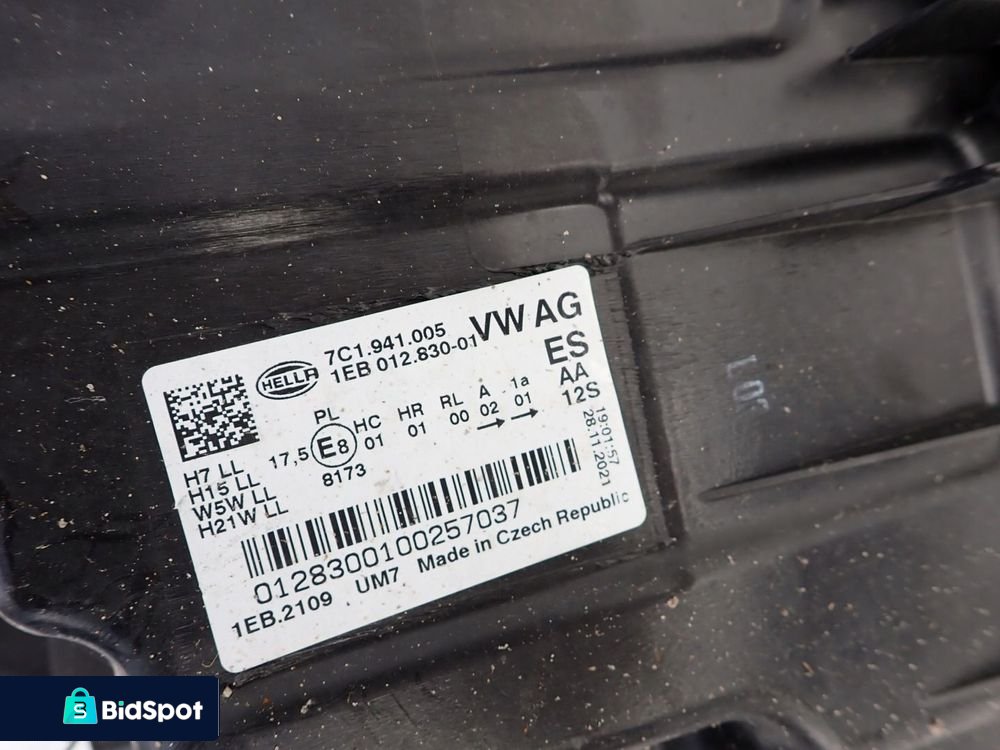 HELLA
7C1.941.005
1EB 012.830-01
VW AG
ES
AA
12S
PL
HC HR RL A 1a
17,5 E8 01 01 00 02 01
8173
H7 LL
H15 LL
W5W LL
H21W LL
19:01:57
28.11.2021
012830010025 7037
1EB.2109 UM7 Made in Czech Republic
BidSpot